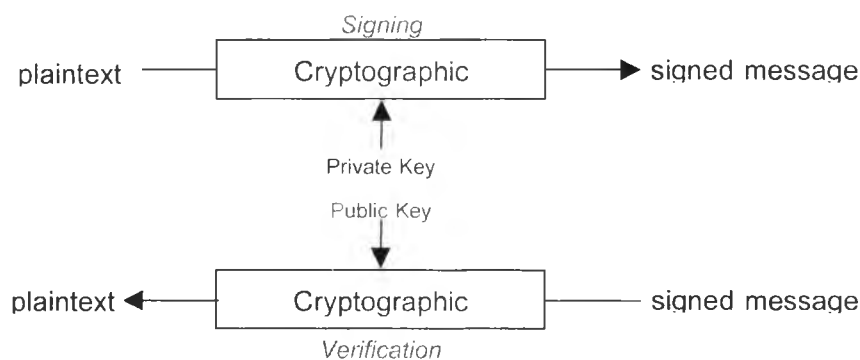 Signing
plaintext Cryptographic signed message
Private Key
Public Key
plaintext Cryptographic signed message
Verification